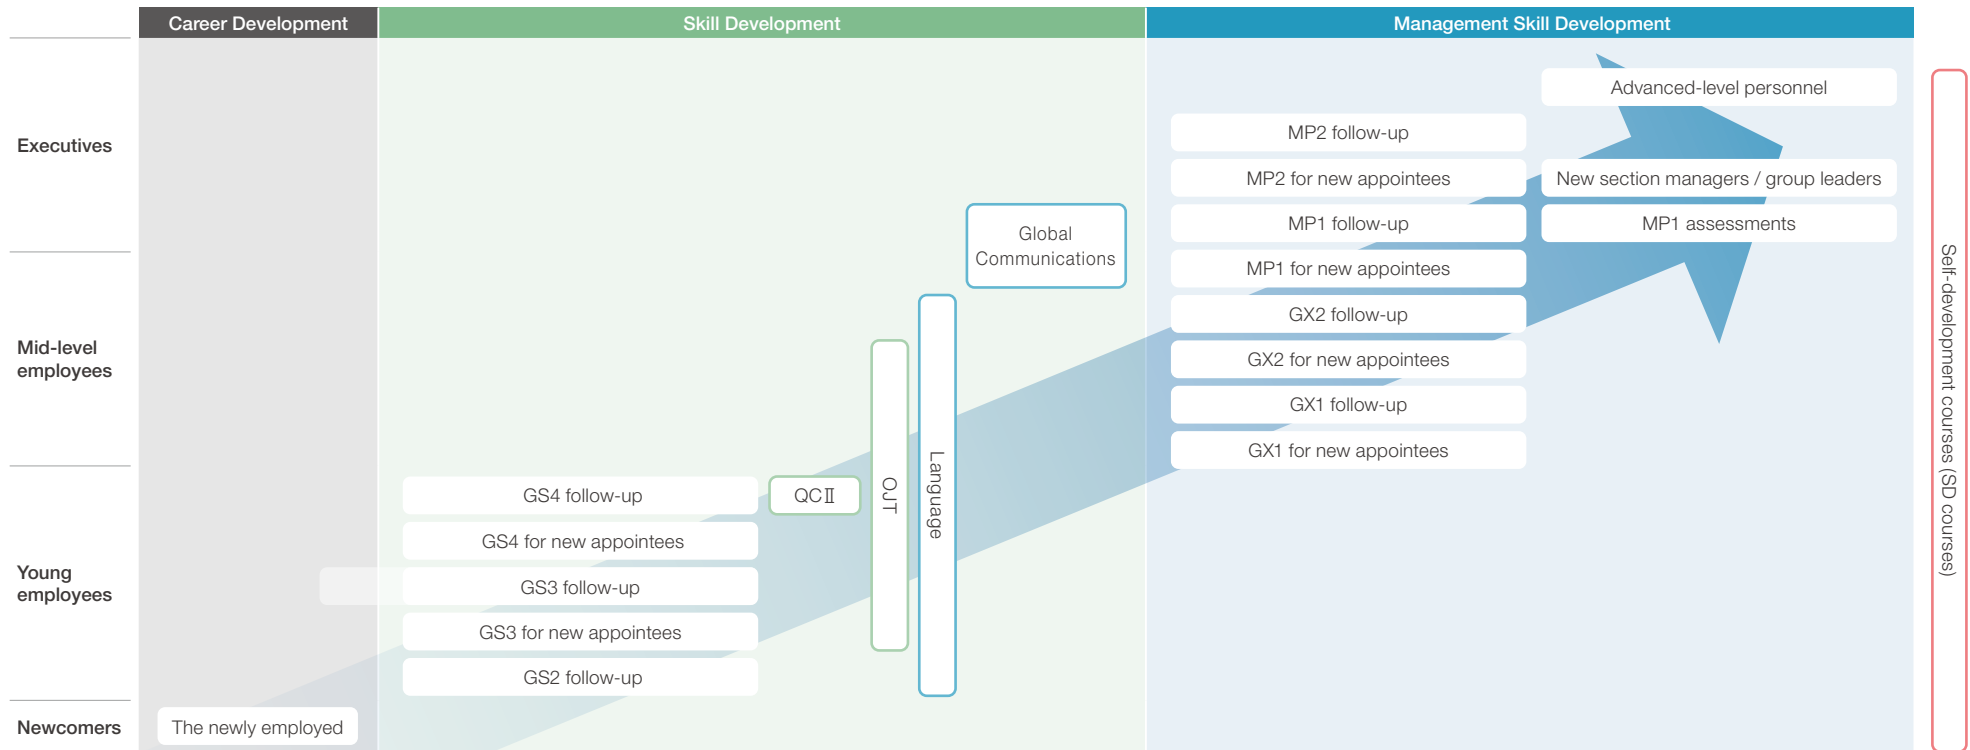 Career Development
Skill Development
Management Skill Development
Executives
Mid-level
employees
Young
employees
Newcomers
The newly employed
GS4 follow-up
GS4 for new appointees
GS3 follow-up
GS3 for new appointees
GS2 follow-up
QCⅡ
OJT
Language
Global
Communications
MP2 follow-up
MP2 for new appointees
MP1 follow-up
MP1 for new appointees
GX2 follow-up
GX2 for new appointees
GX1 follow-up
GX1 for new appointees
Advanced-level personnel
New section managers / group leaders
MP1 assessments
Self-development courses (SD courses)